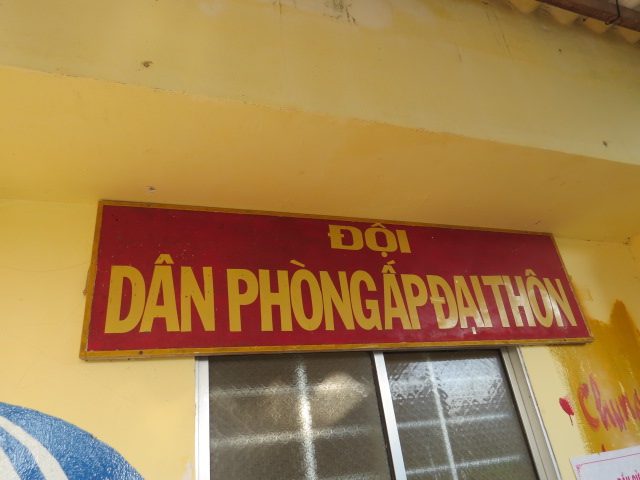 ĐỘI
DÂN PHÒNG ẤP ĐẠI THÔN